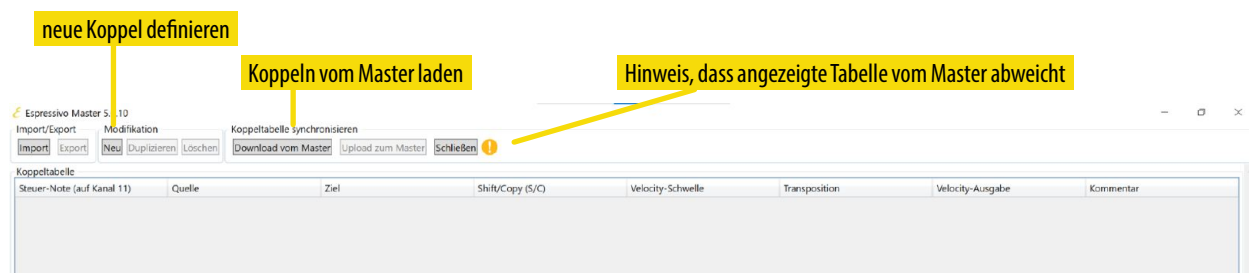 neue Koppel definieren
Koppeln vom Master laden
Hinweis, dass angezeigte Tabelle vom Master abweicht
Espressivo Master
Import/Export Modifikation Koppeltabelle synchronisieren
Import Export Neu Duplizieren Löschen Download vom Master Upload zum Master Schließen !
Koppeltabelle
Steuer-Note (auf Kanal 11) Quelle Ziel Shift/Copy (S/C) Velocity-Schwelle Transposition Velocity-Ausgabe Kommentar